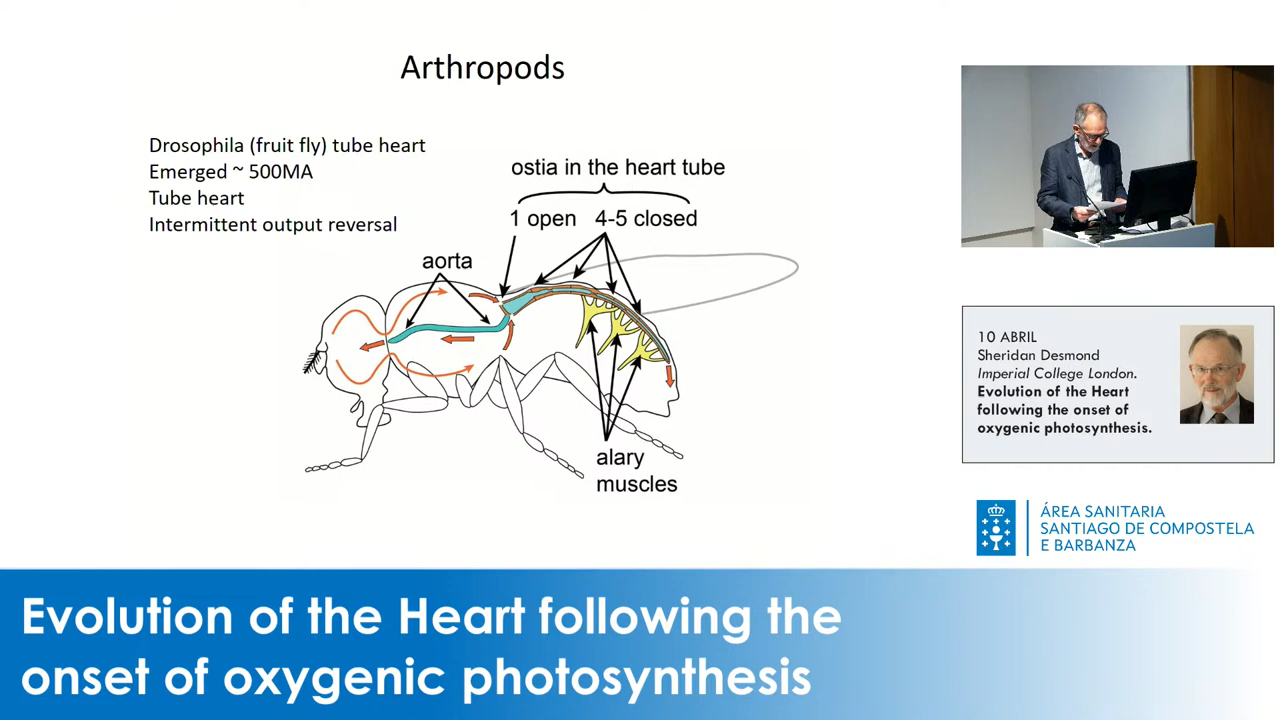 Arthropods
Drosophila (fruit fly) tube heart
Emerged ~ 500MA
Tube heart
Intermittent output reversal
ostia in the heart tube
1 open 4-5 closed
aorta
alary
muscles
10 ABRIL
Sheridan Desmond
Imperial College London.
Evolution of the Heart
following the onset of
oxygenic photosynthesis.
ÁREA SANITARIA
SANTIAGO DE COMPOSTELA
E BARBANZA
Evolution of the Heart following the
onset of oxygenic photosynthesis